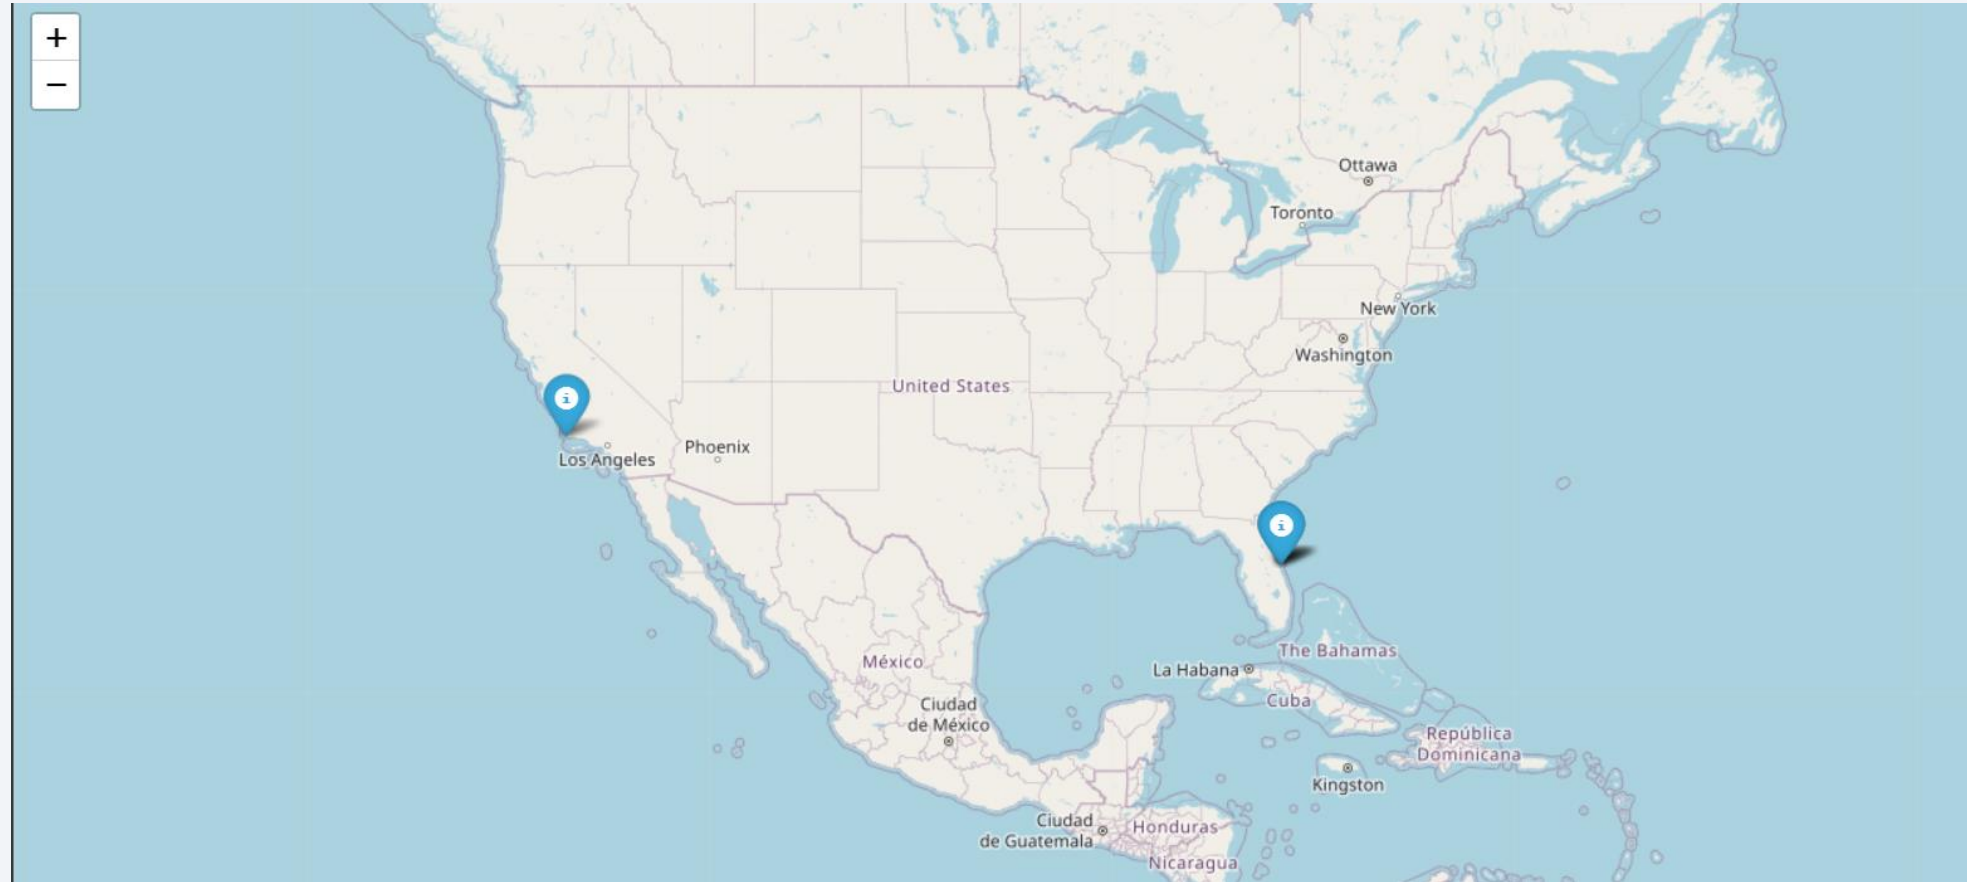 +
−
Ottawa
Toronto
New York
Washington
United States
i
Los Angeles
Phoenix
i
México
Ciudad
de México
La Habana
The Bahamas
Cuba
República
Dominicana
Kingston
Ciudad
de Guatemala
Honduras
Nicaragua